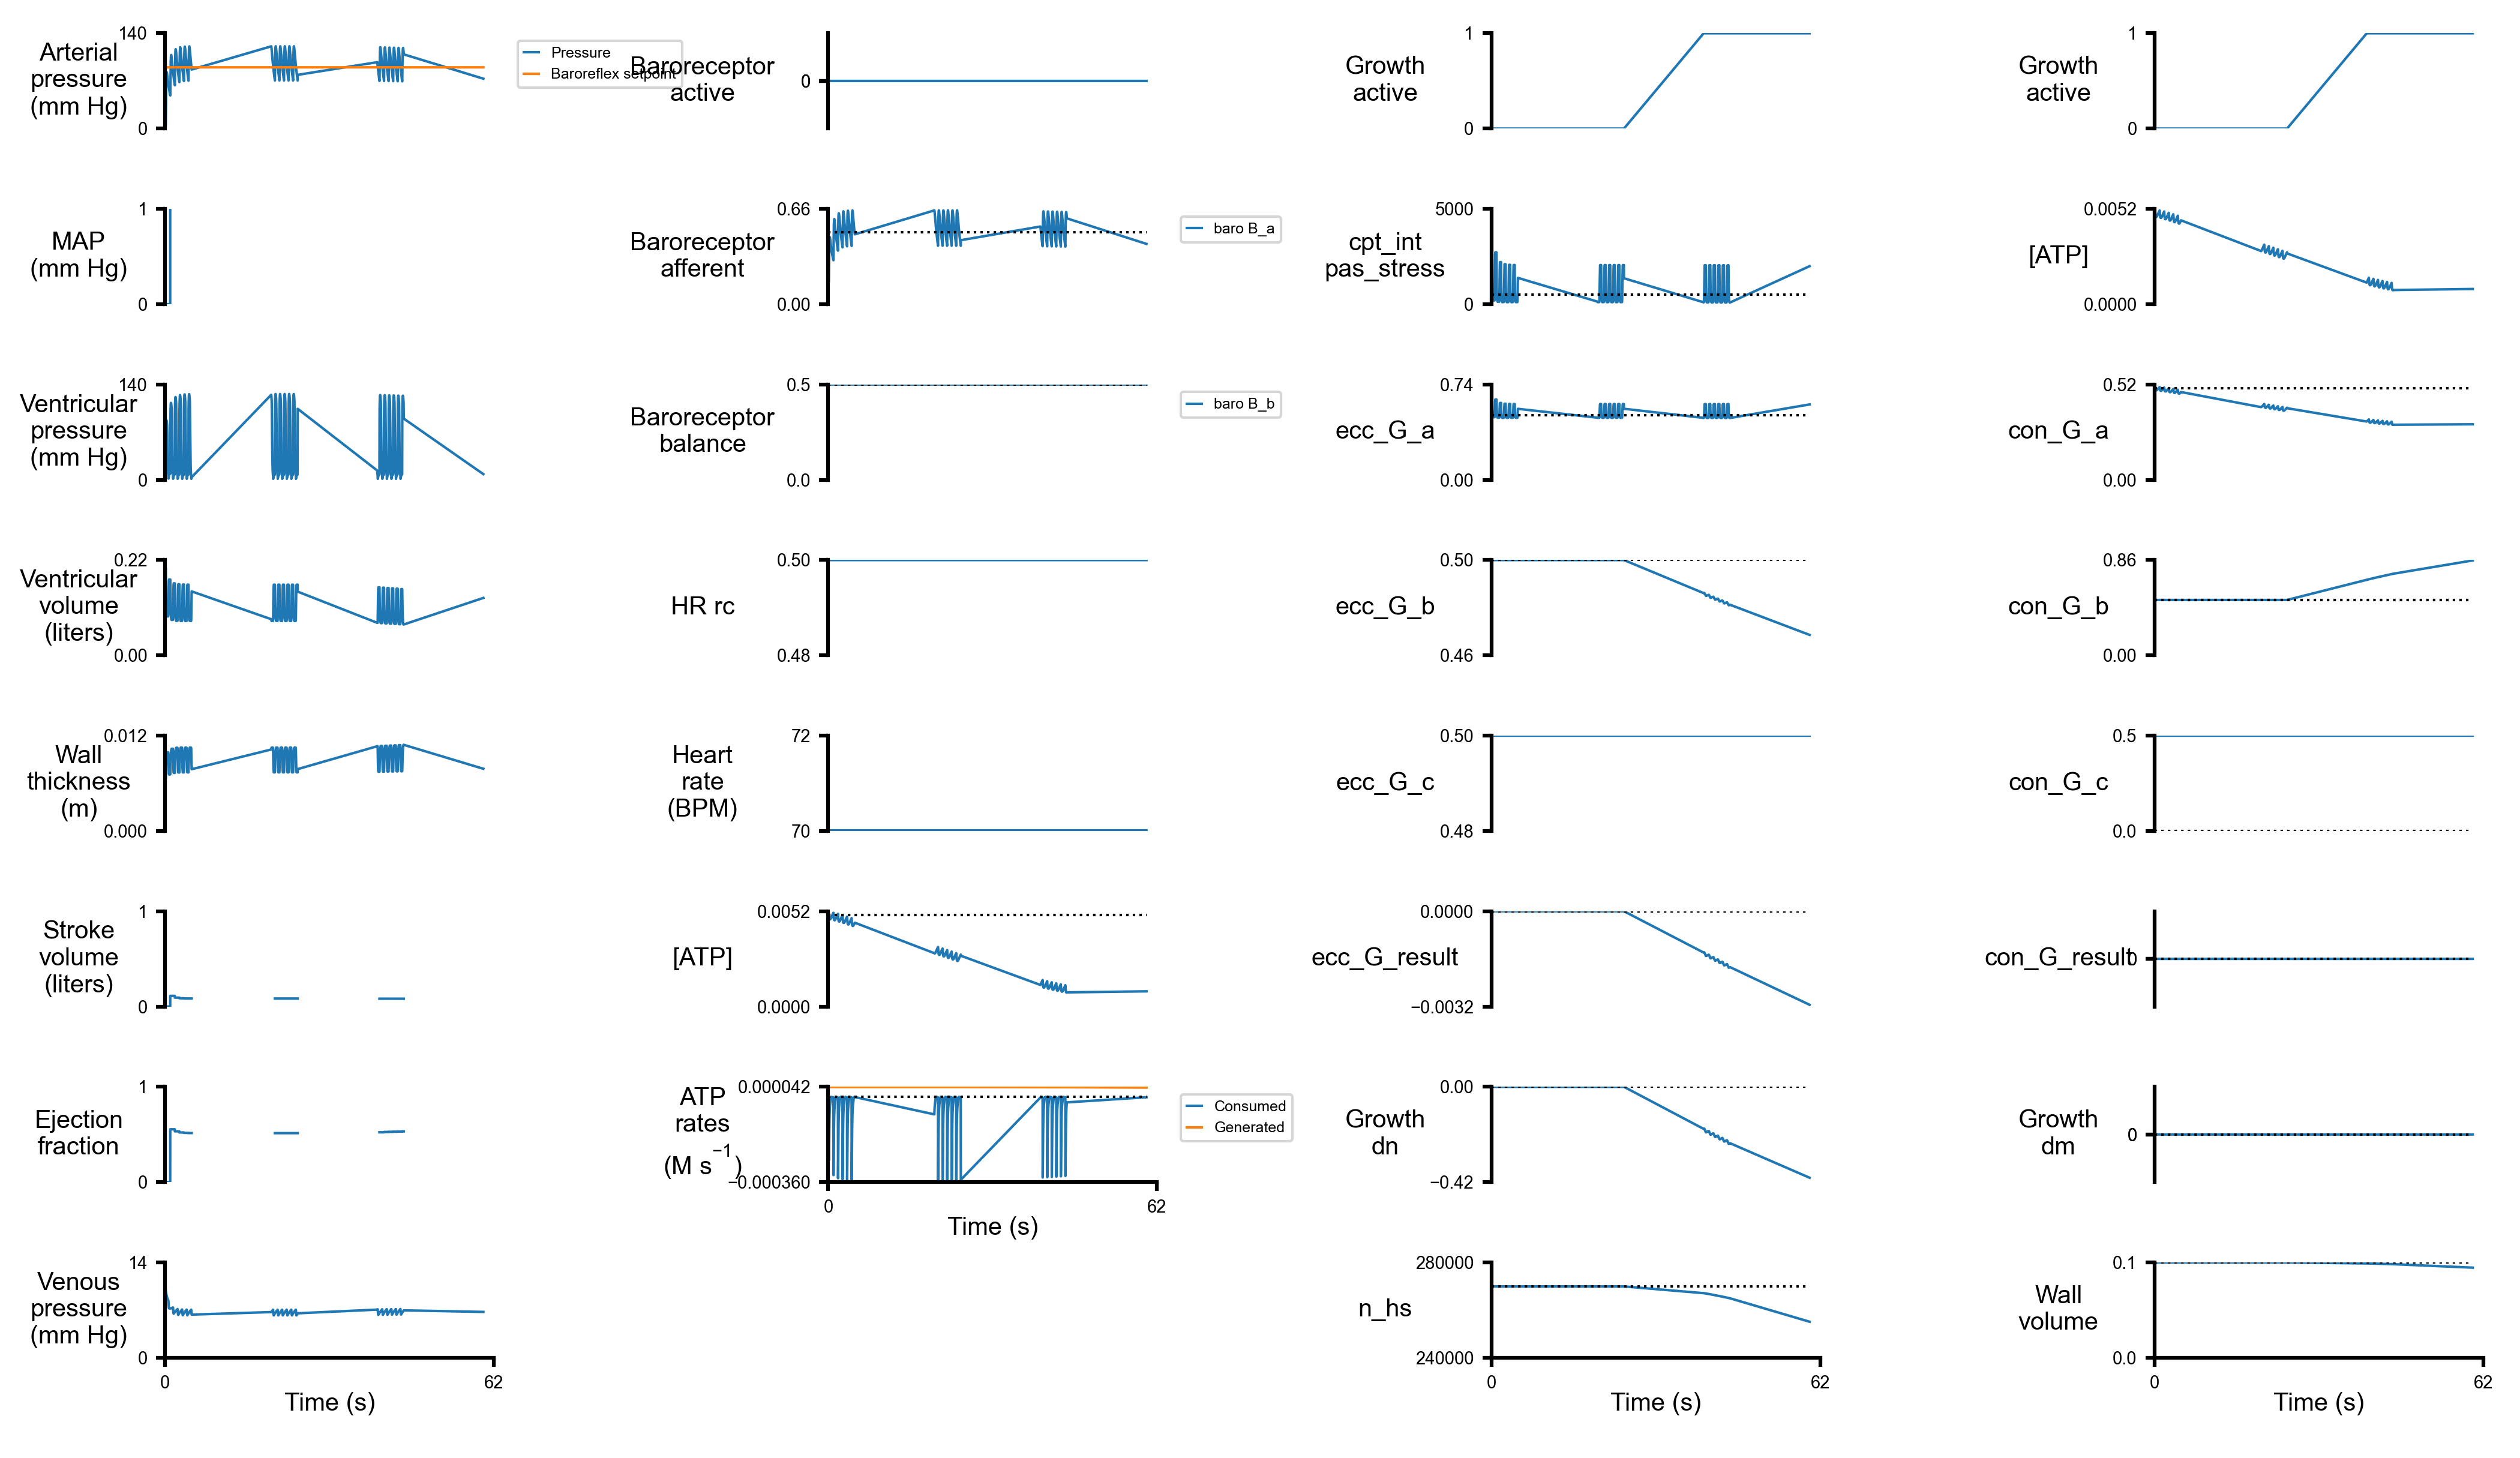 140
Arterial
pressure
(mm Hg)
0
Pressure
Baroreflex setpoint
Baroreceptor
active
0
1
Growth
active
0
1
Growth
active
0
1
MAP
(mm Hg)
0
0.66
Baroreceptor
afferent
0.00
baro B_a
5000
cpt_int
pas_stress
0
0.0052
[ATP]
0.0000
140
Ventricular
pressure
(mm Hg)
0
0.5
Baroreceptor
balance
0.0
baro B_b
0.74
ecc_G_a
0.00
0.52
con_G_a
0.00
0.22
Ventricular
volume
(liters)
0.00
0.50
HR rc
0.48
0.50
ecc_G_b
0.46
0.86
con_G_b
0.00
0.012
Wall
thickness
(m)
0.000
72
Heart
rate
(BPM)
70
0.50
ecc_G_c
0.48
0.5
con_G_c
0.0
1
Stroke
volume
(liters)
0
0.0052
[ATP]
0.0000
0.0000
ecc_G_result
−0.0032
con_G_result
0
1
Ejection
fraction
0
0.000042
ATP
rates
(M s⁻¹)
−0.000360
0
62
Time (s)
Consumed
Generated
0.00
Growth
dn
−0.42
Growth
dm
0
14
Venous
pressure
(mm Hg)
0
0
62
Time (s)
280000
n_hs
240000
0
62
Time (s)
0.1
Wall
volume
0.0
0
62
Time (s)